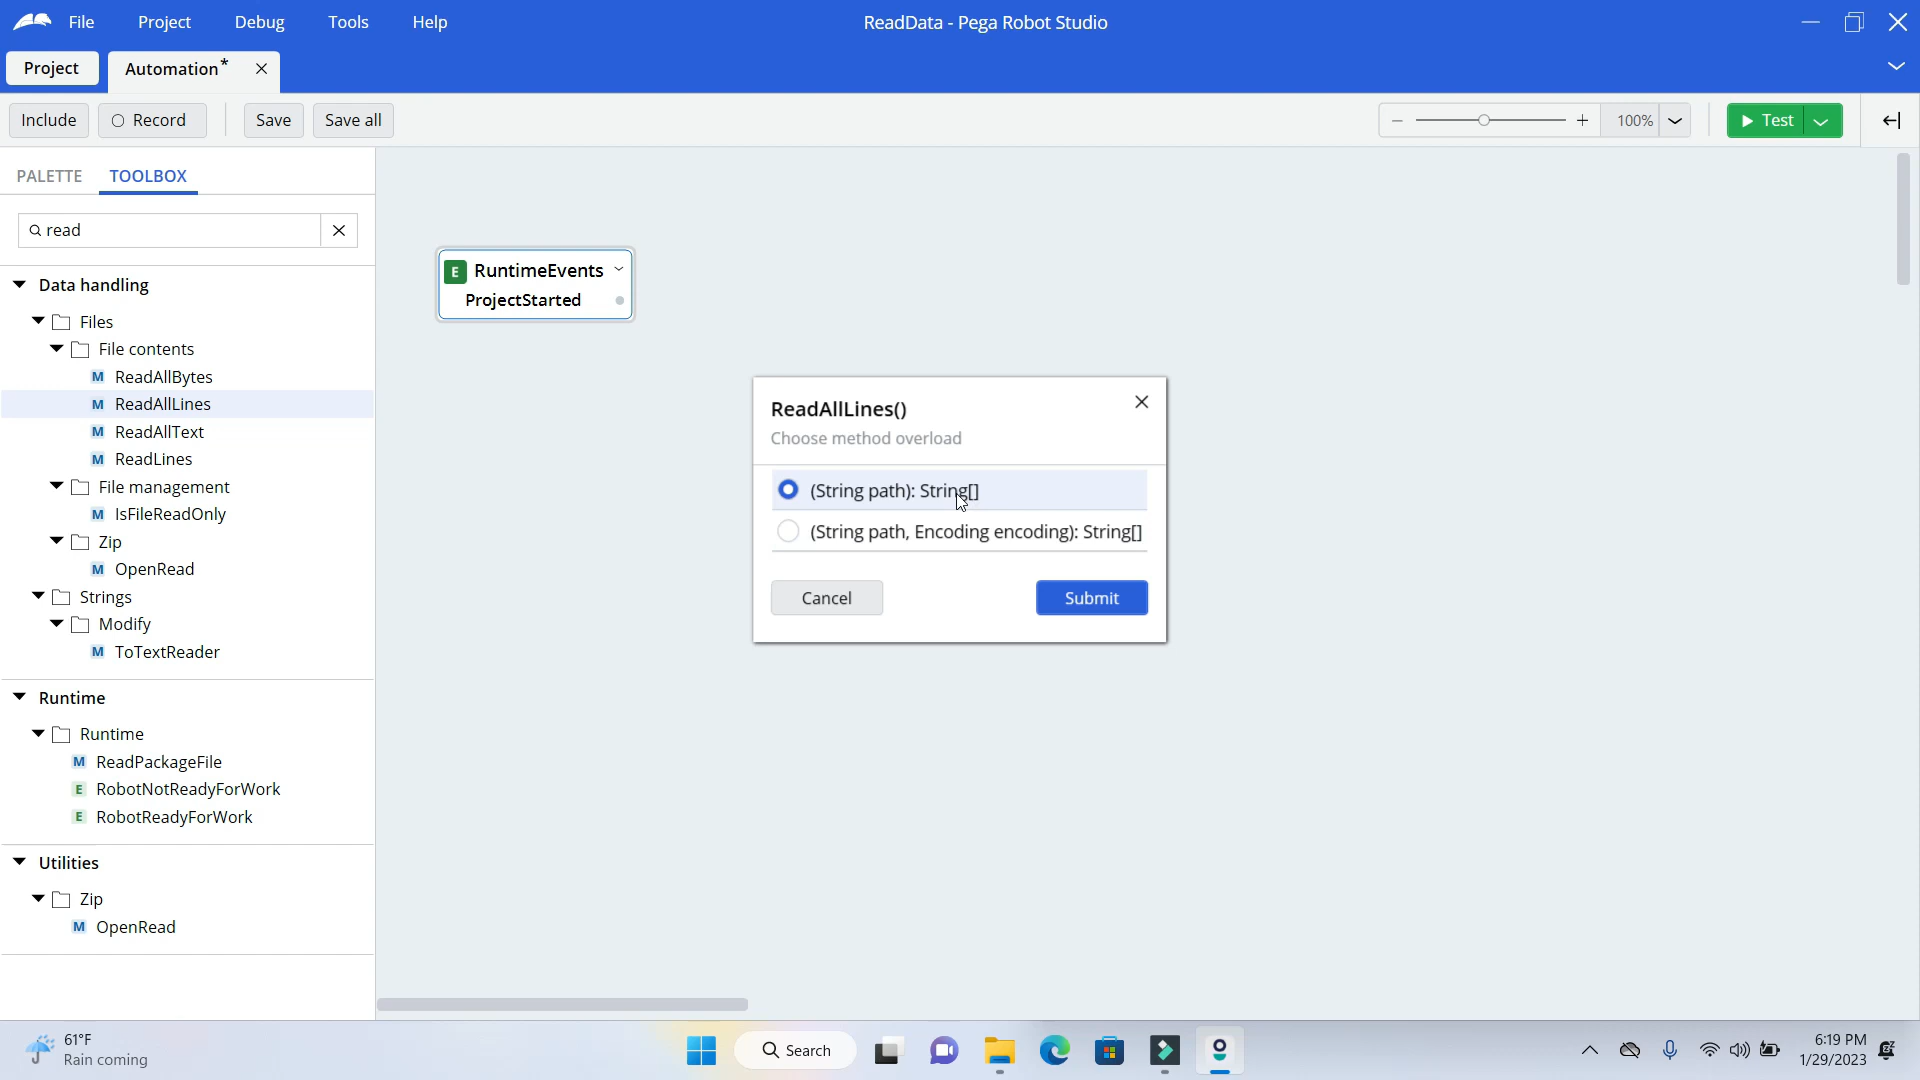 File Project Debug Tools Help ReadData - Pega Robot Studio
Project Automation*
Include Record Save Save all 100% Test
PALETTE TOOLBOX
read
Data handling
Files
File contents
M ReadAllBytes
M ReadAllLines
M ReadAllText
M ReadLines
File management
M IsFileReadOnly
Zip
M OpenRead
Strings
Modify
M ToTextReader
Runtime
Runtime
M ReadPackageFile
E RobotNotReadyForWork
E RobotReadyForWork
Utilities
Zip
M OpenRead
E RuntimeEvents
ProjectStarted
ReadAllLines()
Choose method overload
(String path): String[]
(String path, Encoding encoding): String[]
Cancel Submit
61°F
Rain coming
Search
6:19 PM
1/29/2023